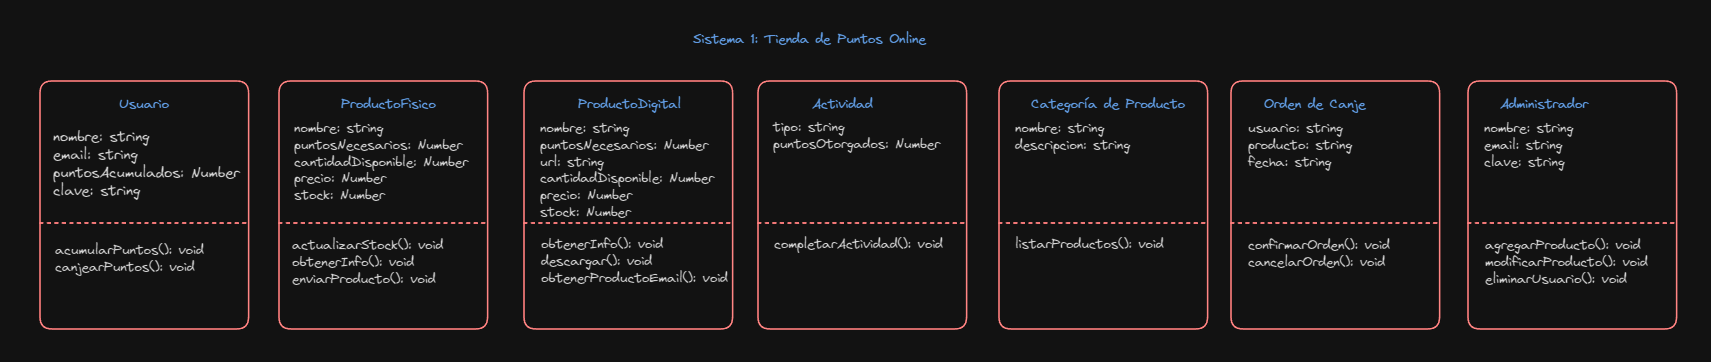 Sistema 1: Tienda de Puntos Online
Usuario
nombre: string
email: string
puntosAcumulados: Number
clave: string
acumularPuntos(): void
canjearPuntos(): void
ProductoFisico
nombre: string
puntosNecesarios: Number
cantidadDisponible: Number
precio: Number
stock: Number
actualizarStock(): void
obtenerInfo(): void
enviarProducto(): void
ProductoDigital
nombre: string
puntosNecesarios: Number
url: string
cantidadDisponible: Number
precio: Number
stock: Number
obtenerInfo(): void
descargar(): void
obtenerProductoEmail(): void
Actividad
tipo: string
puntosOtorgados: Number
completarActividad(): void
Categoría de Producto
nombre: string
descripcion: string
listarProductos(): void
Orden de Canje
usuario: string
producto: string
fecha: string
confirmarOrden(): void
cancelarOrden(): void
Administrador
nombre: string
email: string
clave: string
agregarProducto(): void
modificarProducto(): void
eliminarUsuario(): void